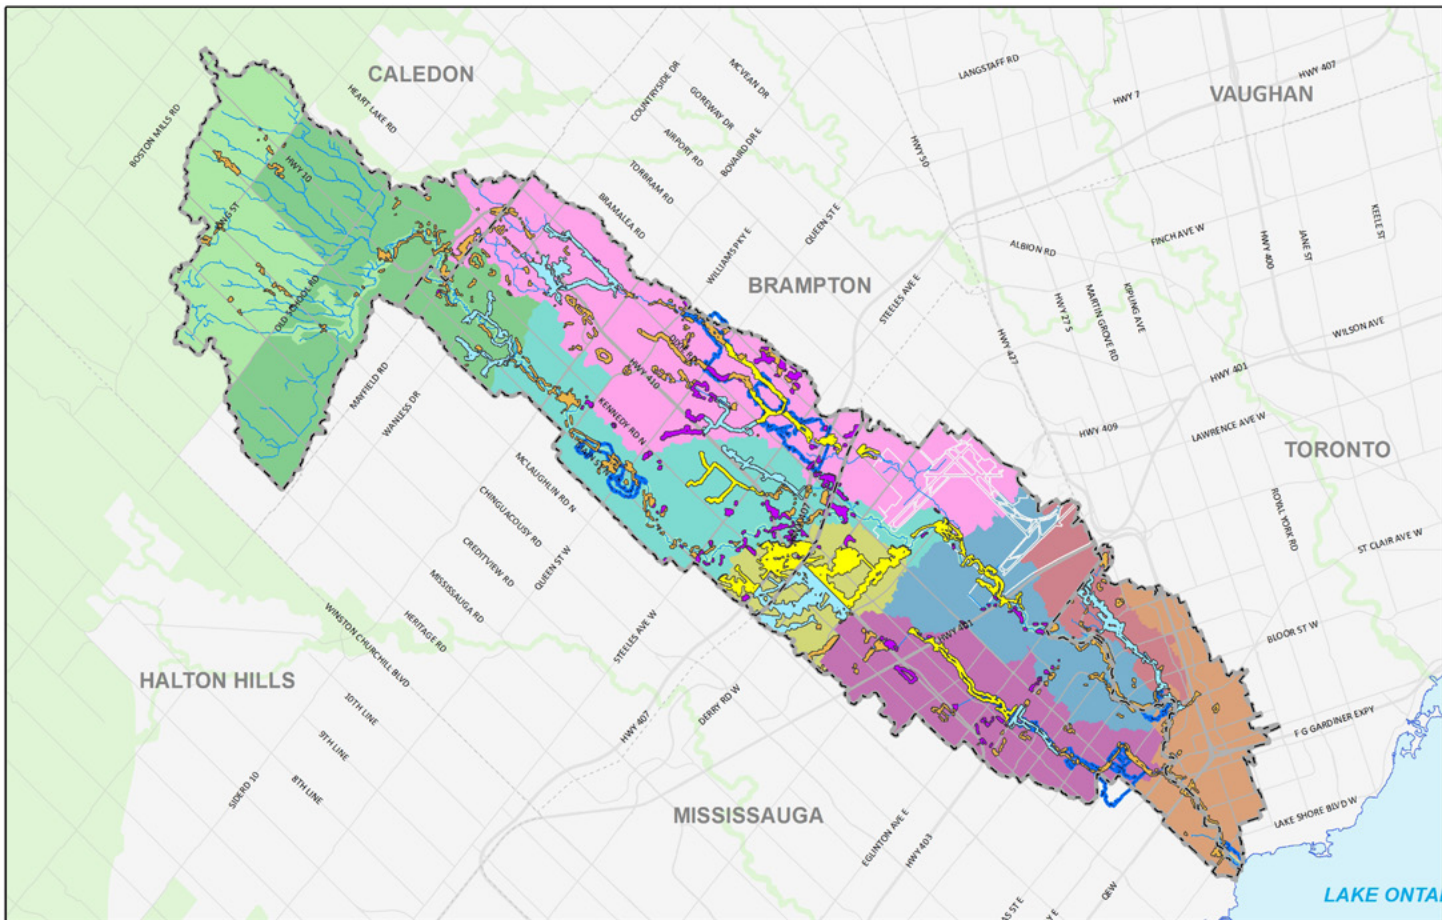 CALEDON
VAUGHAN
BRAMPTON
TORONTO
HALTON HILLS
MISSISSAUGA
BOSTON MILLS RD
HEART LAKE RD
HWY 10
OLD SCHOOL RD
MAYFIELD RD
WANLESS DR
COUNTRYSIDE DR
MCVEAN DR
GOREWAY DR
AIRPORT RD
BOVAIRD DR E
TORBRAM RD
BRAMALEA RD
WILLIAMS PKY E
QUEEN ST E
LANGSTAFF RD
HWY 7
HWY 407
HWY 50
ALBION RD
FINCH AVE W
HWY 400
JANE ST
KEELE ST
STEELES AVE E
HWY 27 S
MARTIN GROVE RD
KIPLING AVE
WILSON AVE
HWY 427
HWY 401
HWY 409
LAWRENCE AVE W
HWY 410
KENNEDY RD N
MCLAUGHLIN RD N
CHINGUACOUSY RD
CREDITVIEW RD
QUEEN ST W
MISSISSAUGA RD
HERITAGE RD
WINSTON CHURCHILL BLVD
10TH LINE
9TH LINE
8TH LINE
SIDERD 10
STEELES AVE W
HWY 407
DERRY RD W
ROYAL YORK RD
ST CLAIR AVE W
BLOOR ST W
F G GARDINER EXPY
LAKE SHORE BLVD W
EGLINTON AVE E
HWY 403
QEW
LAKE ONTA